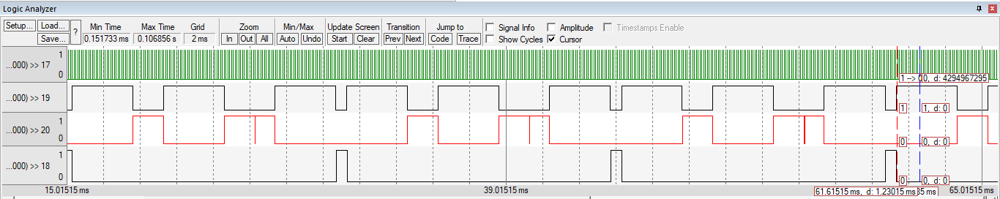 Logic Analyzer
Setup... Load... ? Min Time Max Time Grid Zoom Min/Max Update Screen Transition Jump to Signal Info Amplitude Timestamps Enable
Save... 0.151733 ms 0.106856 s 2 ms In Out All Auto Undo Start Clear Prev Next Code Trace Show Cycles Cursor
1
...000) >> 17
0
1 --> 0 0, d: 4294967295
1
...000) >> 19
0
1 1, d: 0
1
...000) >> 20
0
0 0, d: 0
1
...000) >> 18
0
0 0, d: 0
15.01515 ms 39.01515 ms 61.61515 ms, d: 1.23015 ms 65.01515 ms